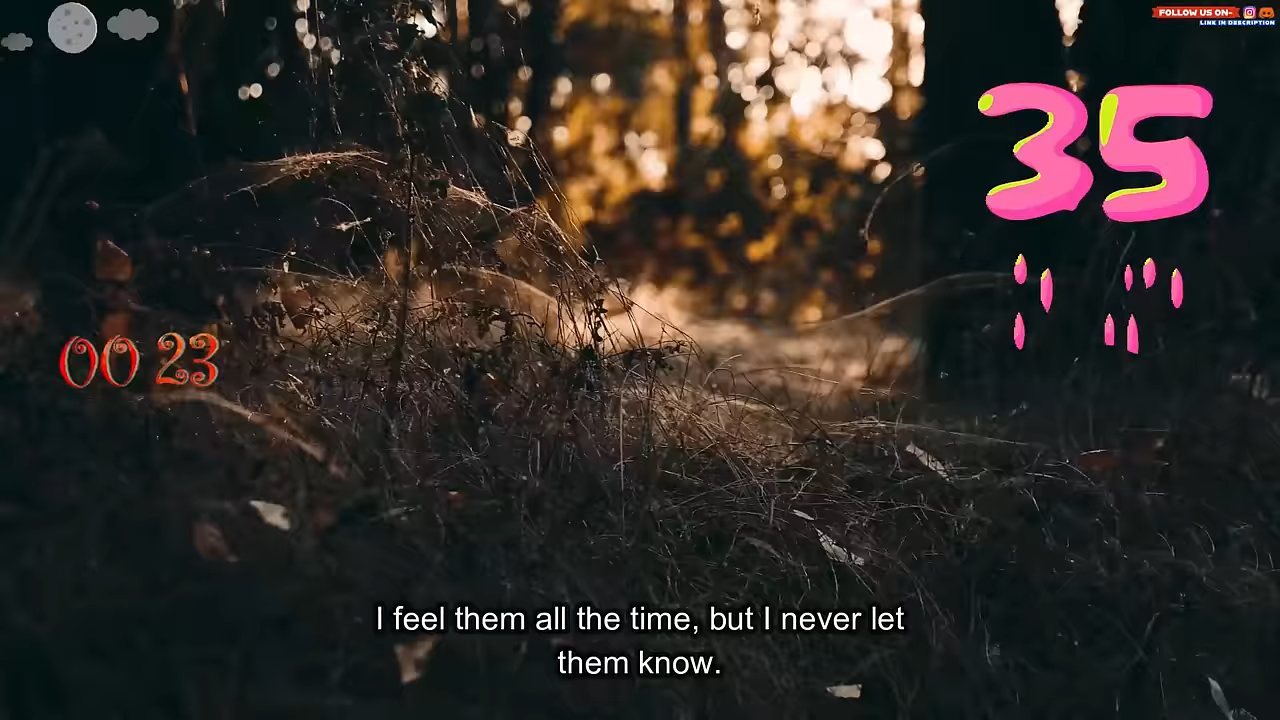 FOLLOW US ON-
LINK IN DESCRIPTION
35
00 23
I feel them all the time, but I never let
them know.